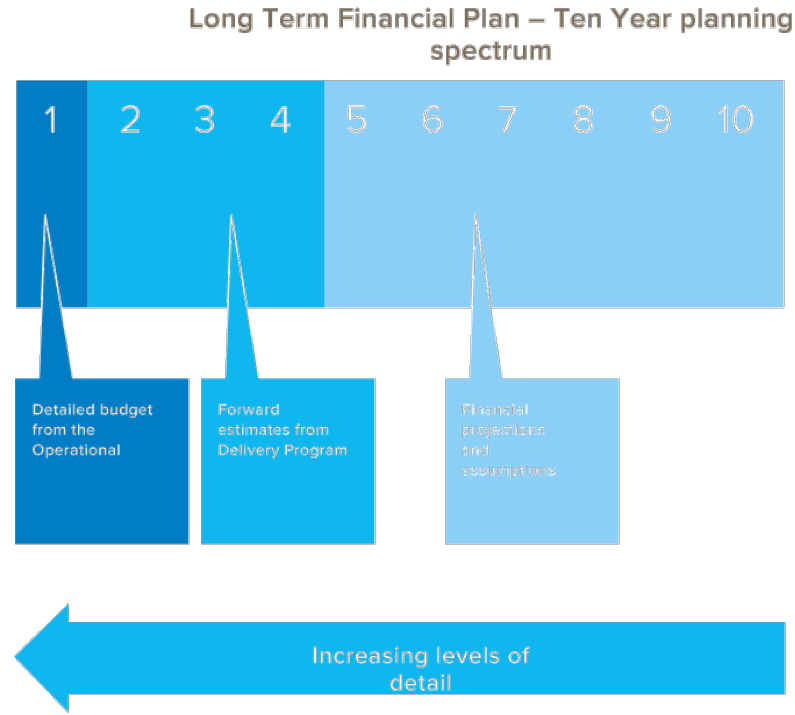 Long Term Financial Plan – Ten Year planning
spectrum
1 2 3 4 5 6 7 8 9 10
Detailed budget
from the
Operational
Forward
estimates from
Delivery Program
Financial
projections
and
assumptions
Increasing levels of
detail